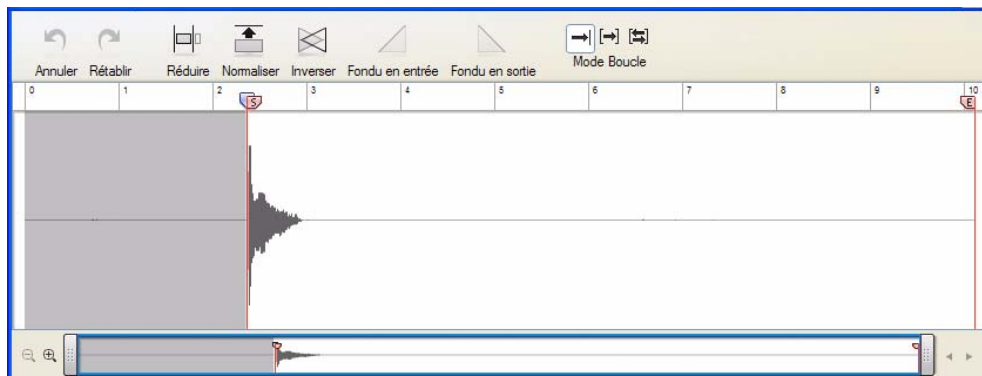 Annuler Rétablir Réduire Normaliser Inverser Fondu en entrée Fondu en sortie Mode Boucle
0 1 2 3 4 5 6 7 8 9 10
S E